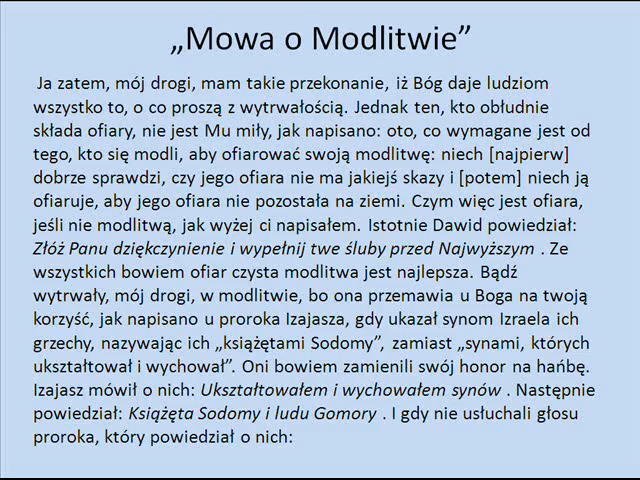 „Mowa o Modlitwie”
Ja zatem, mój drogi, mam takie przekonanie, iż Bóg daje ludziom
wszystko to, o co proszą z wytrwałością. Jednak ten, kto obłudnie
składa ofiary, nie jest Mu miły, jak napisano: oto, co wymagane jest od
tego, kto się modli, aby ofiarować swoją modlitwę: niech [najpierw]
dobrze sprawdzi, czy jego ofiara nie ma jakiejś skazy i [potem] niech ją
ofiaruje, aby jego ofiara nie pozostała na ziemi. Czym więc jest ofiara,
jeśli nie modlitwą, jak wyżej ci napisałem. Istotnie Dawid powiedział:
Złóż Panu dziękczynienie i wypełnij twe śluby przed Najwyższym . Ze
wszystkich bowiem ofiar czysta modlitwa jest najlepsza. Bądź
wytrwały, mój drogi, w modlitwie, bo ona przemawia u Boga na twoją
korzyść, jak napisano u proroka Izajasza, gdy ukazał synom Izraela ich
grzechy, nazywając ich „książętami Sodomy”, zamiast „synami, których
ukształtował i wychował”. Oni bowiem zamienili swój honor na hańbę.
Izajasz mówił o nich: Ukształtowałem i wychowałem synów . Następnie
powiedział: Książęta Sodomy i ludu Gomory . I gdy nie usłuchali głosu
proroka, który powiedział o nich: